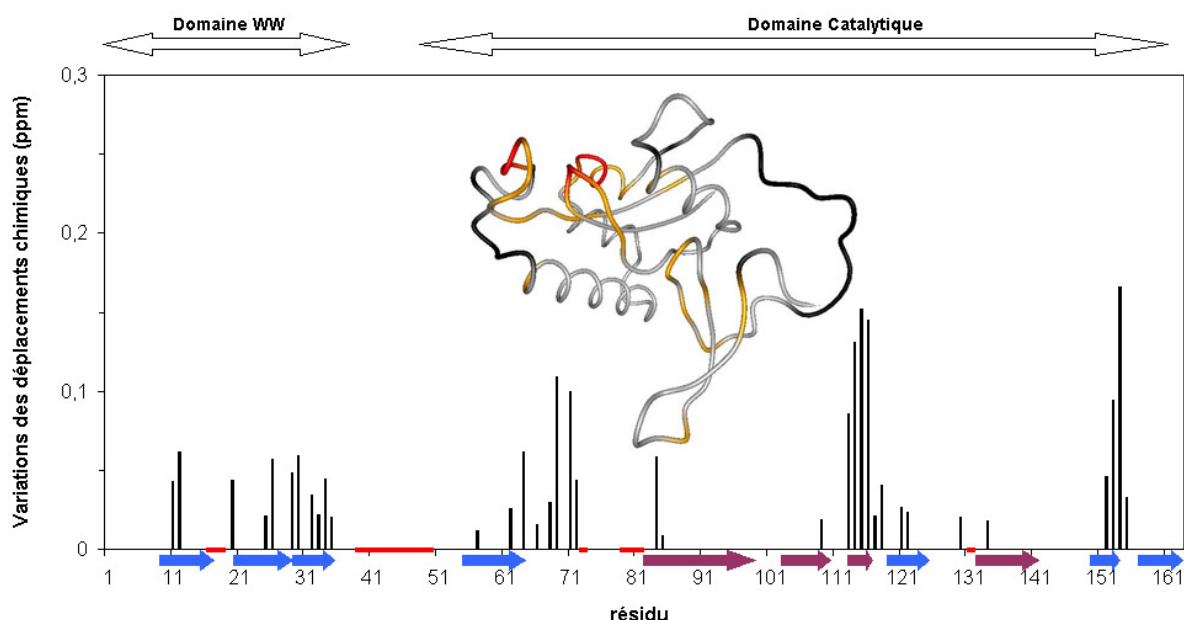 Domaine WW Domaine Catalytique
Variations des déplacements chimiques (ppm)
0,3
0,2
0,1
0
1 11 21 31 41 51 61 71 81 91 101 111 121 131 141 151 161
résidu